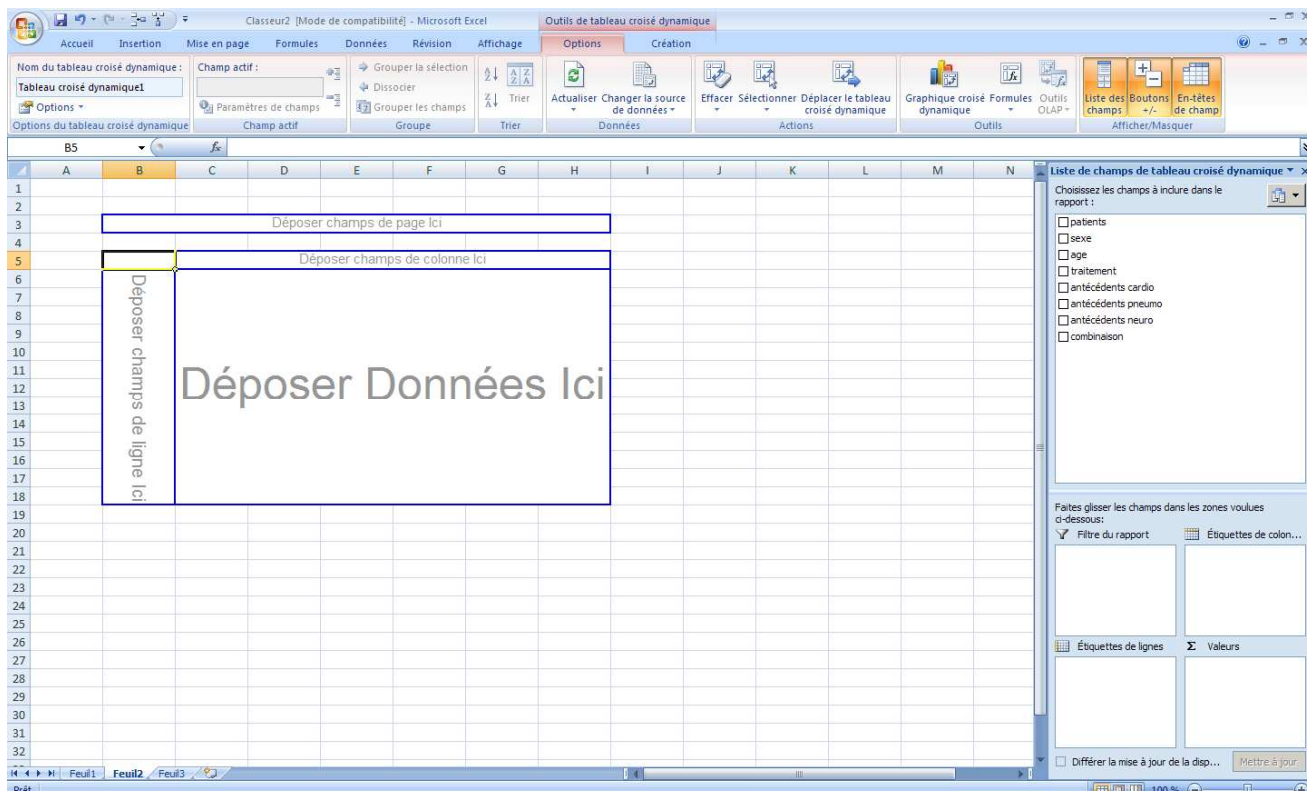 Classeur2 [Mode de compatibilité] - Microsoft Excel
Outils de tableau croisé dynamique
Accueil Insertion Mise en page Formules Données Révision Affichage Options Création
Nom du tableau croisé dynamique :
Tableau croisé dynamique1
Options
Options du tableau croisé dynamique
Champ actif :
Paramètres de champs
Champ actif
Grouper la sélection
Dissocier
Grouper les champs
Groupe
Trier
Trier
Actualiser
Changer la source
de données
Données
Effacer
Sélectionner
Déplacer le tableau
croisé dynamique
Actions
Graphique croisé
dynamique
Formules
Outils
OLAP
Outils
Liste des
champs
Boutons
+/-
En-têtes
de champ
Afficher/Masquer
B5 fx
A B C D E F G H I J K L M N
1
2
3
4
5
6
7
8
9
10
11
12
13
14
15
16
17
18
19
20
21
22
23
24
25
26
27
28
29
30
31
32
Déposer champs de page Ici
Déposer champs de colonne Ici
Déposer champs de ligne Ici
Déposer Données Ici
Liste de champs de tableau croisé dynamique
Choisissez les champs à inclure dans le
rapport :
patients
sexe
age
traitement
antécédents cardio
antécédents pneumo
antécédents neuro
combinaison
Faites glisser les champs dans les zones voulues
ci-dessous:
Filtre du rapport
Étiquettes de colon...
Étiquettes de lignes
Σ Valeurs
Différer la mise à jour de la disp...
Mettre à jour
Feuil1 Feuil2 Feuil3
Prêt
100 %